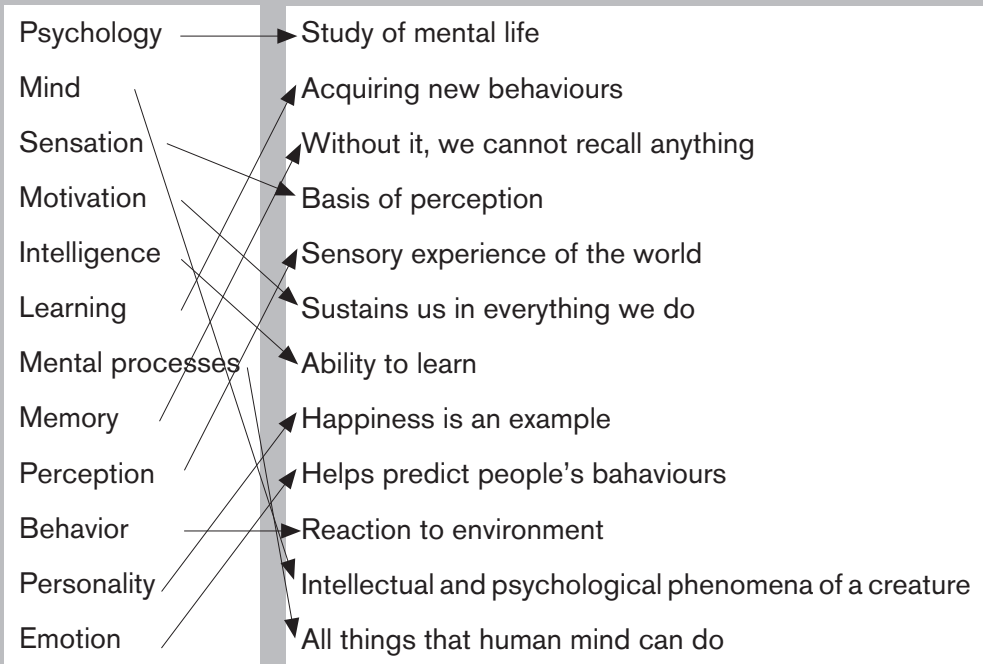 Psychology Study of mental life
Mind Acquiring new behaviours
Sensation Without it, we cannot recall anything
Motivation Basis of perception
Intelligence Sensory experience of the world
Learning Sustains us in everything we do
Mental processes Ability to learn
Memory Happiness is an example
Perception Helps predict people's bahaviours
Behavior Reaction to environment
Personality Intellectual and psychological phenomena of a creature
Emotion All things that human mind can do